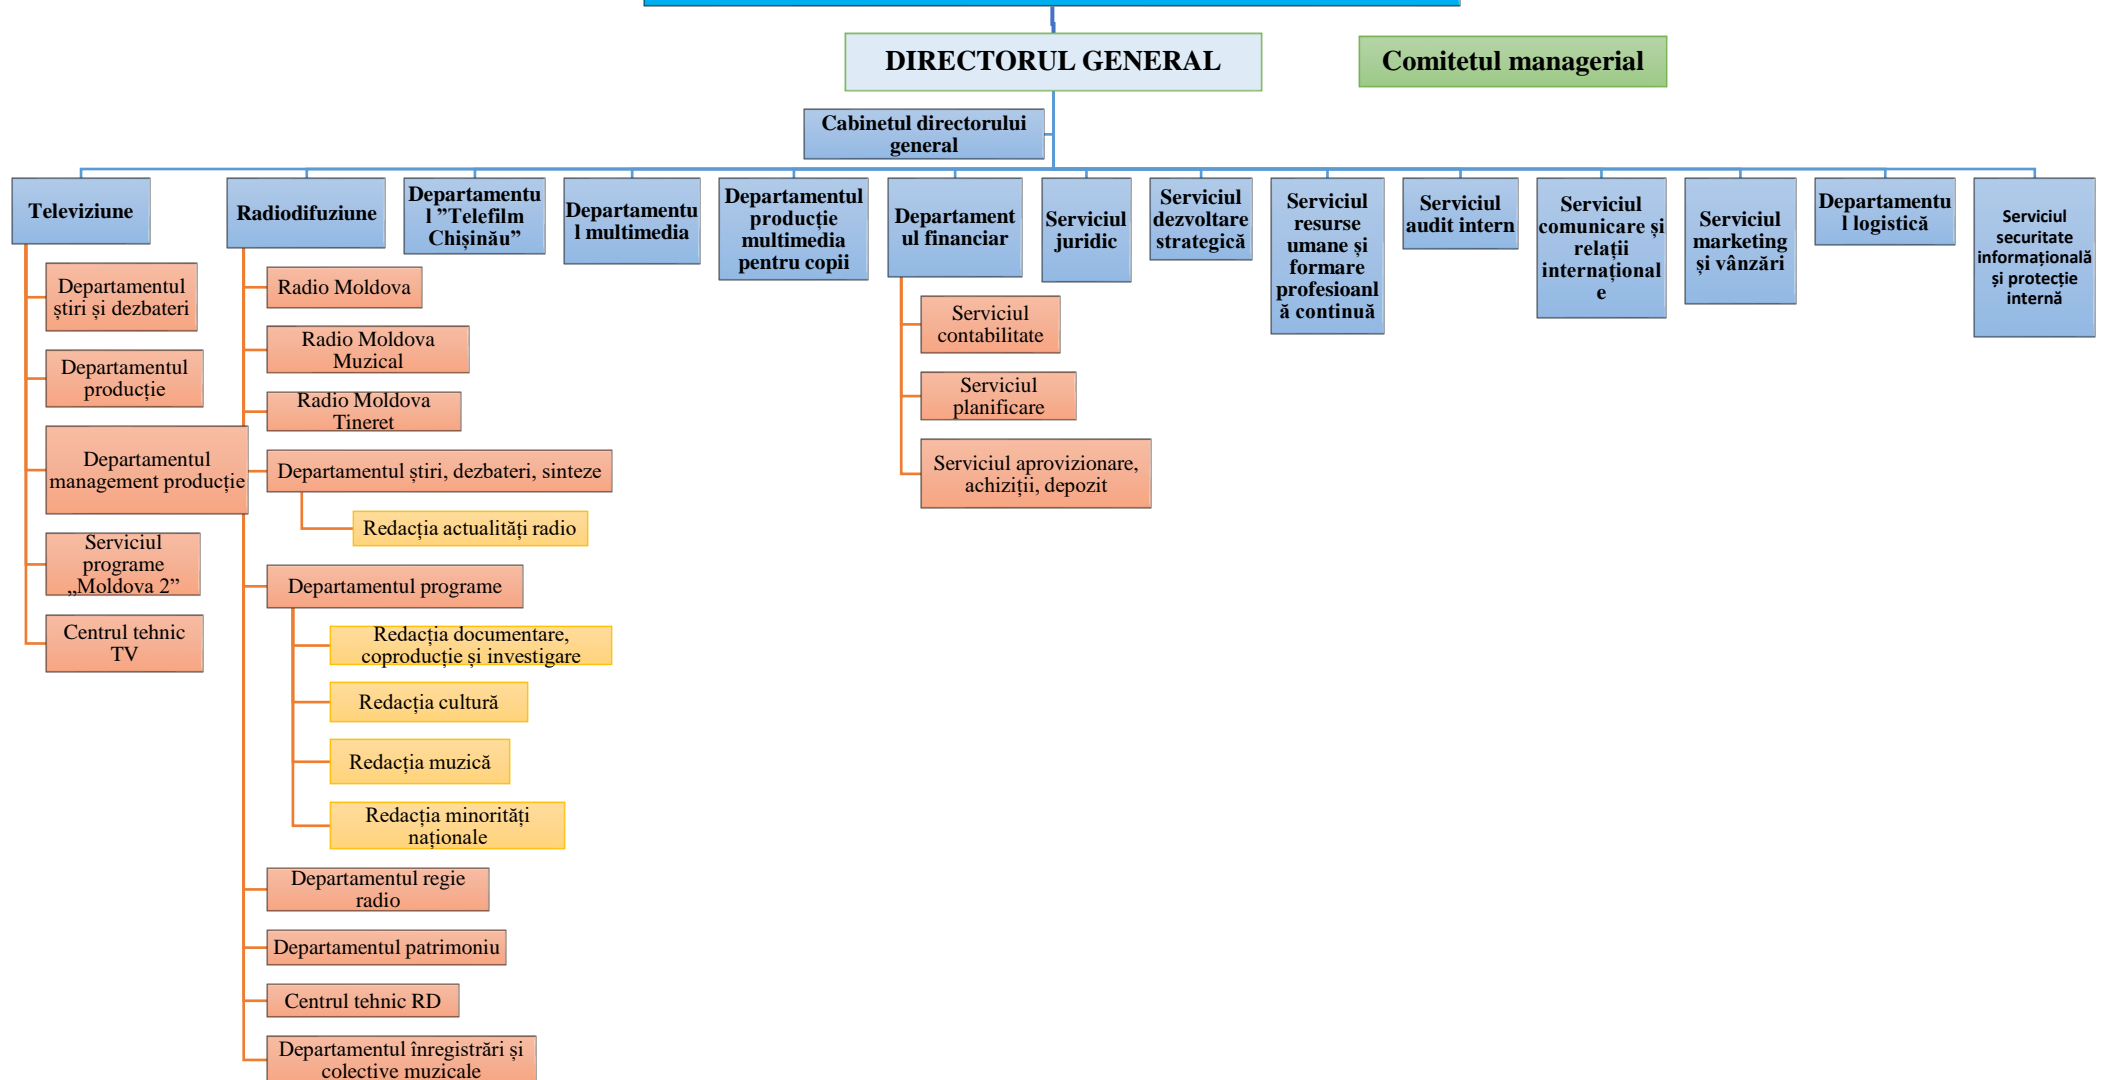 DIRECTORUL GENERAL
Comitetul managerial
Cabinetul directorului
general
Televiziune
Radiodifuziune
Departamentu
l ”Telefilm
Chișinău”
Departamentu
l multimedia
Departamentul
producție
multimedia
pentru copii
Departament
ul financiar
Serviciul
juridic
Serviciul
dezvoltare
strategică
Serviciul
resurse
umane și
formare
profesioanl
ă continuă
Serviciul
audit intern
Serviciul
comunicare și
relații
internațional
e
Serviciul
marketing
și vânzări
Departamentu
l logistică
Serviciul
securitate
informațională
și protecție
internă
Departamentul
știri și dezbateri
Departamentul
producție
Departamentul
management producție
Serviciul
programe
„Moldova 2”
Centrul tehnic
TV
Radio Moldova
Radio Moldova
Muzical
Radio Moldova
Tineret
Departamentul știri, dezbateri, sinteze
Redacția actualități radio
Departamentul programe
Redacția documentare,
coproducție și investigare
Redacția cultură
Redacția muzică
Redacția minorități
naționale
Departamentul regie
radio
Departamentul patrimoniu
Centrul tehnic RD
Departamentul înregistrări și
colective muzicale
Serviciul
contabilitate
Serviciul
planificare
Serviciul aprovizionare,
achiziții, depozit